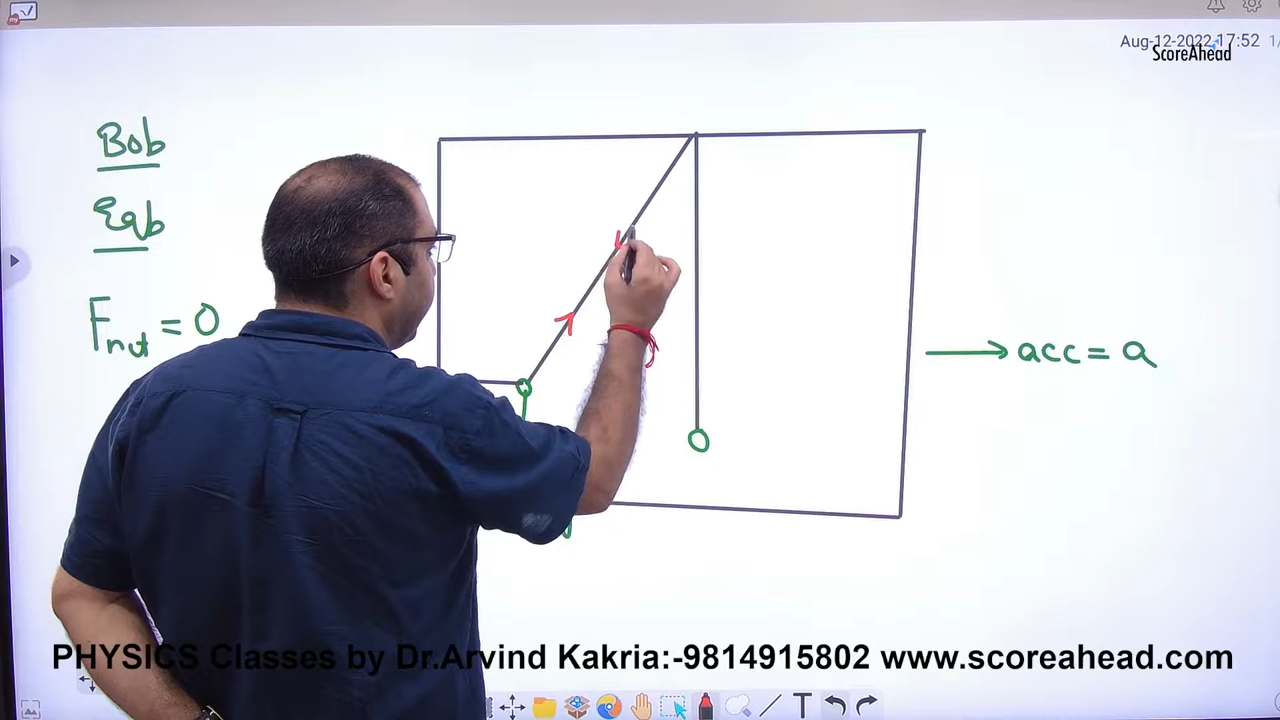 Aug-12-2022 17:52 1/
ScoreAhead
Bob
Eqb
Fnet = 0
acc = a
PHYSICS Classes by Dr.Arvind Kakria:-9814915802 www.scoreahead.com
T